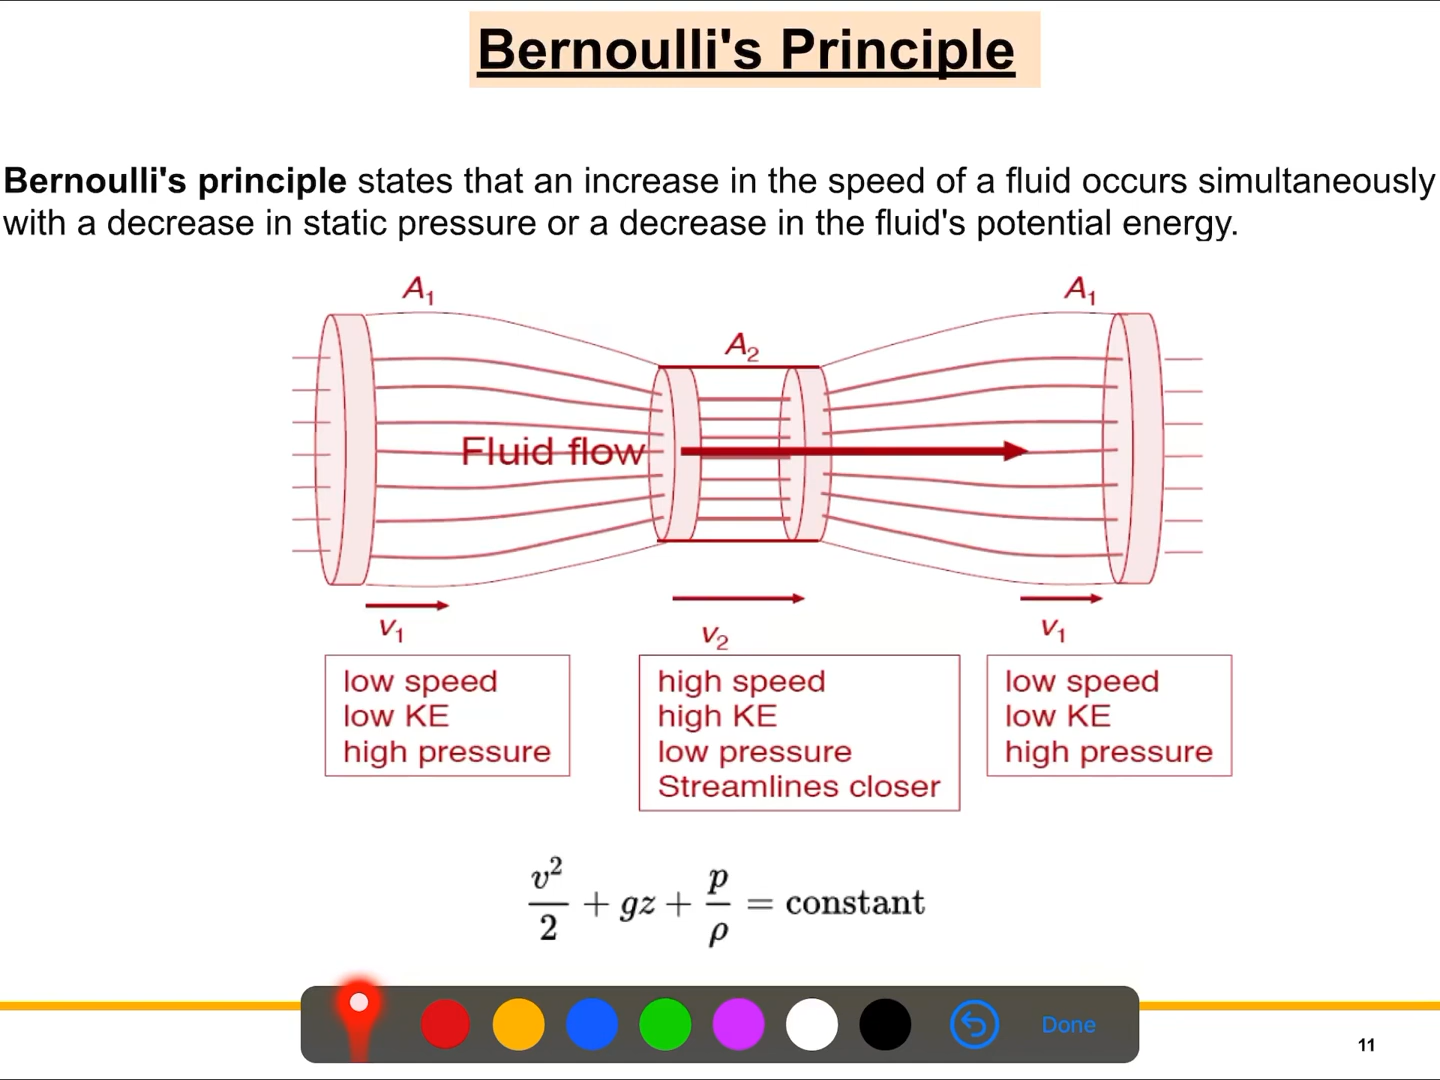 Bernoulli's Principle
Bernoulli's principle states that an increase in the speed of a fluid occurs simultaneously
with a decrease in static pressure or a decrease in the fluid's potential energy.
A₁
A₁
A₂
Fluid flow
v₁
v₂
v₁
low speed
low KE
high pressure
high speed
high KE
low pressure
Streamlines closer
low speed
low KE
high pressure
v²/2 + gz + p/ρ = constant
Done
11